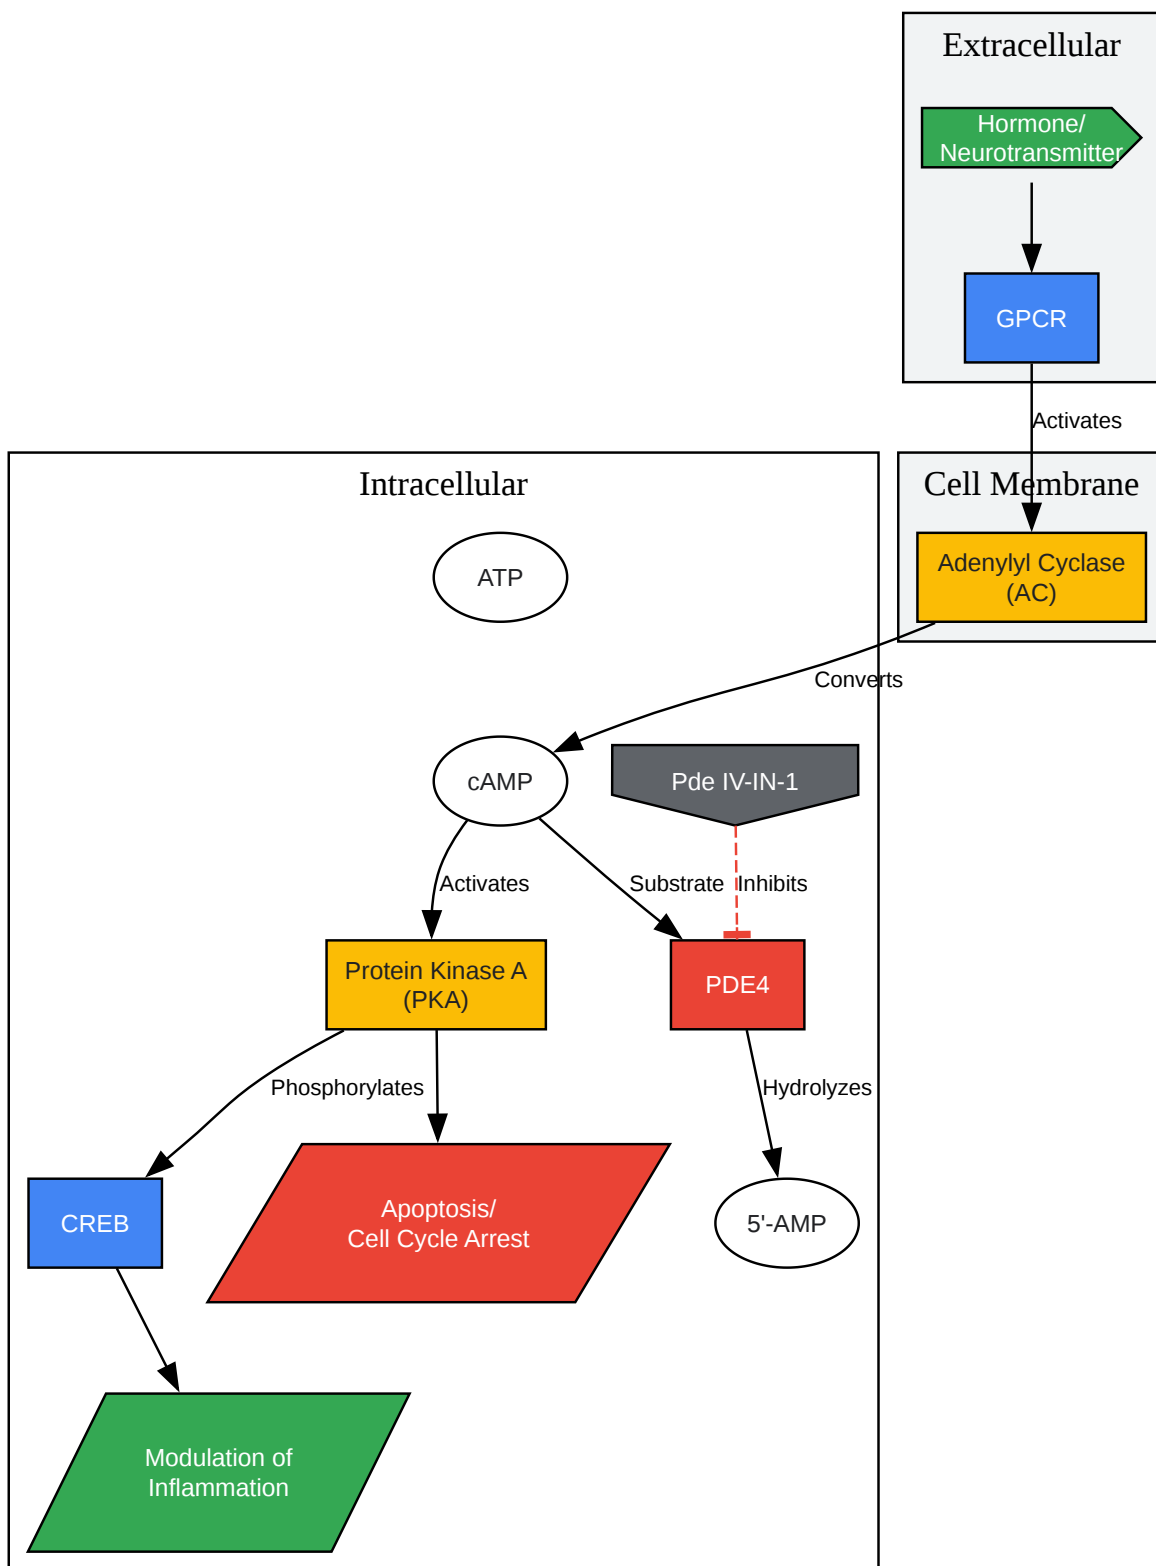 Extracellular
Hormone/
Neurotransmitter
GPCR
Activates
Intracellular
Cell Membrane
ATP
Adenylyl Cyclase
(AC)
Converts
cAMP
Pde IV-IN-1
Activates
Substrate
Inhibits
Protein Kinase A
(PKA)
PDE4
Phosphorylates
Hydrolyzes
CREB
Apoptosis/
Cell Cycle Arrest
5'-AMP
Modulation of
Inflammation